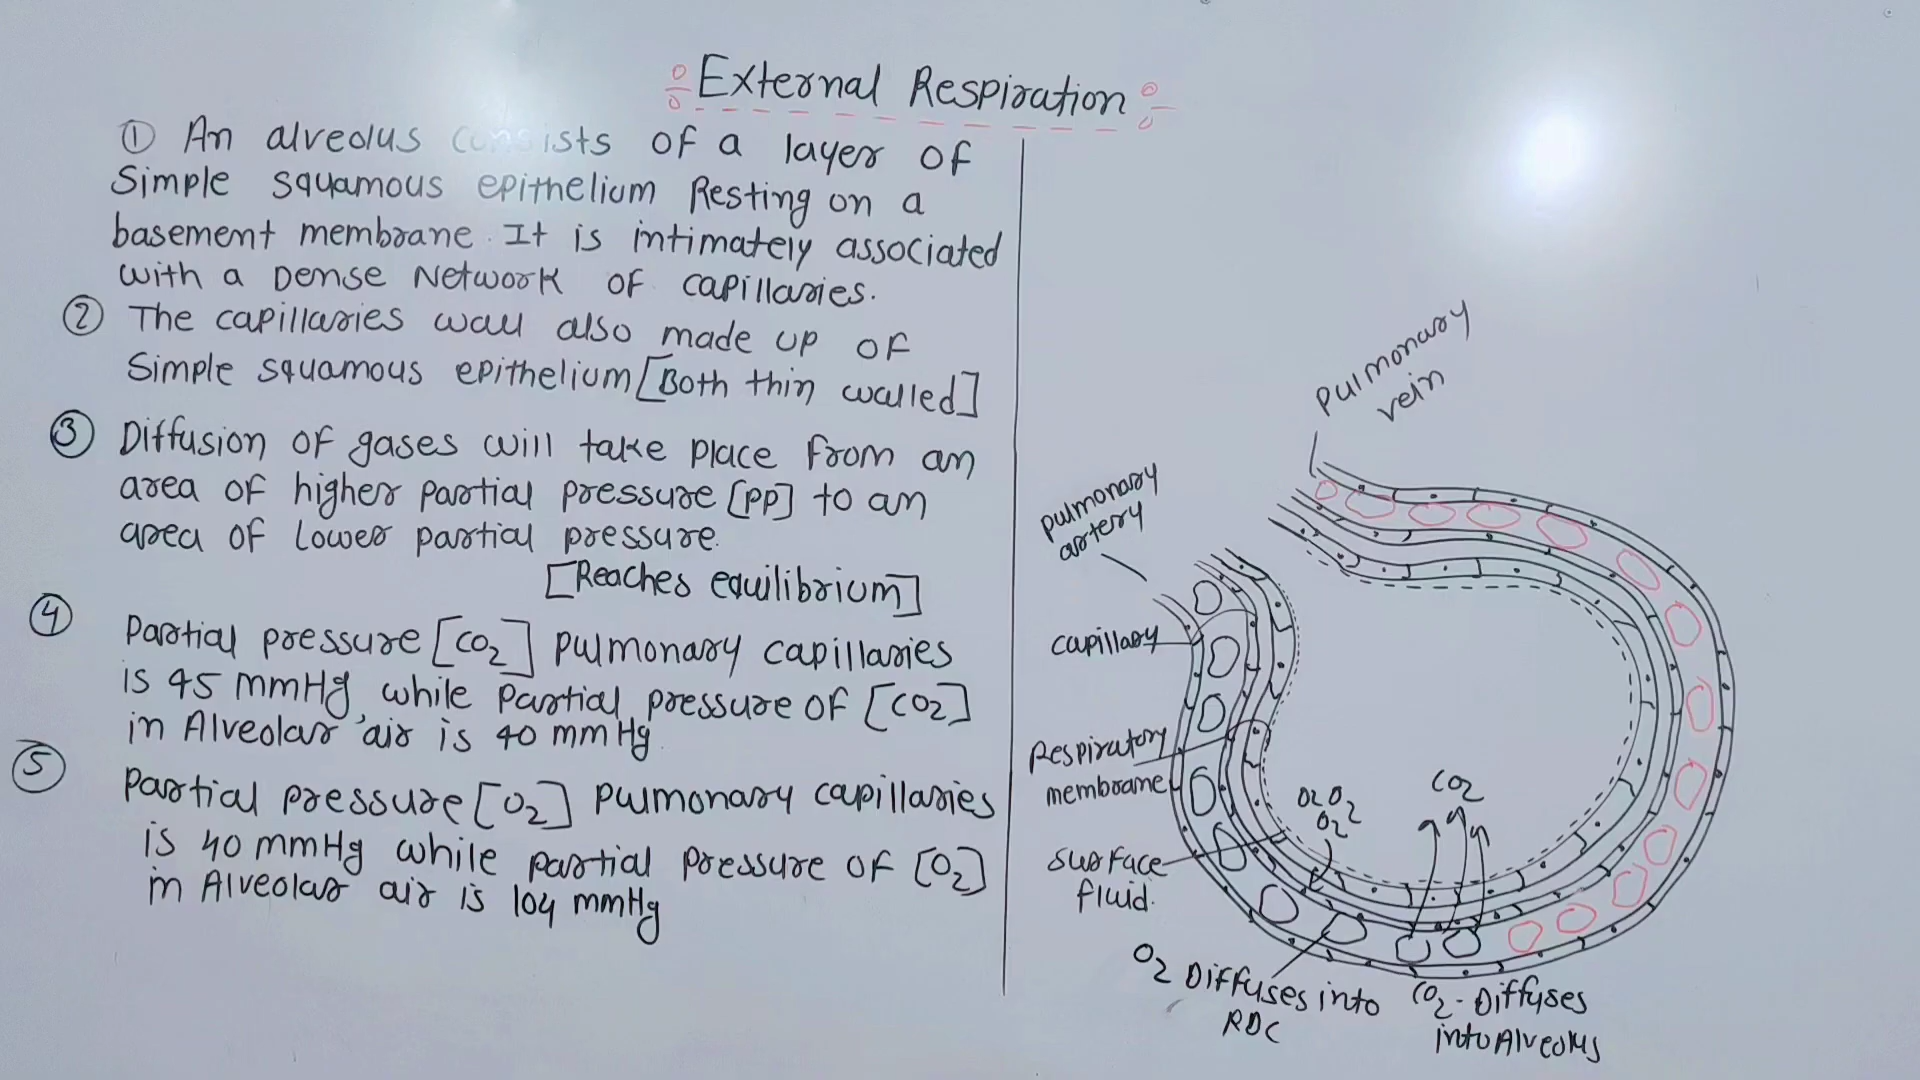 External Respiration
① An alveolus consists of a layer of
Simple squamous epithelium Resting on a
basement membrane. It is intimately associated
with a Dense Network of capillaries.
② The capillaries wall also made up of
Simple squamous epithelium [Both thin walled]
③ Diffusion of gases will take place from an
area of higher partial pressure [pp] to an
area of lower partial pressure.
[Reaches equilibrium]
④ Partial pressure [CO2] pulmonary capillaries
is 45 mmHg, while partial pressure of [CO2]
in Alveolar air is 40 mmHg.
⑤ Partial pressure [O2] pulmonary capillaries
is 40 mmHg while partial pressure of [O2]
in Alveolar air is 104 mmHg
pulmonary
vein
pulmonary
artery
capillary
Respiratory
membrane
surface
fluid.
O2 O2
O2
CO2
O2 Diffuses into
RBC
CO2 - Diffuses
into Alveolus